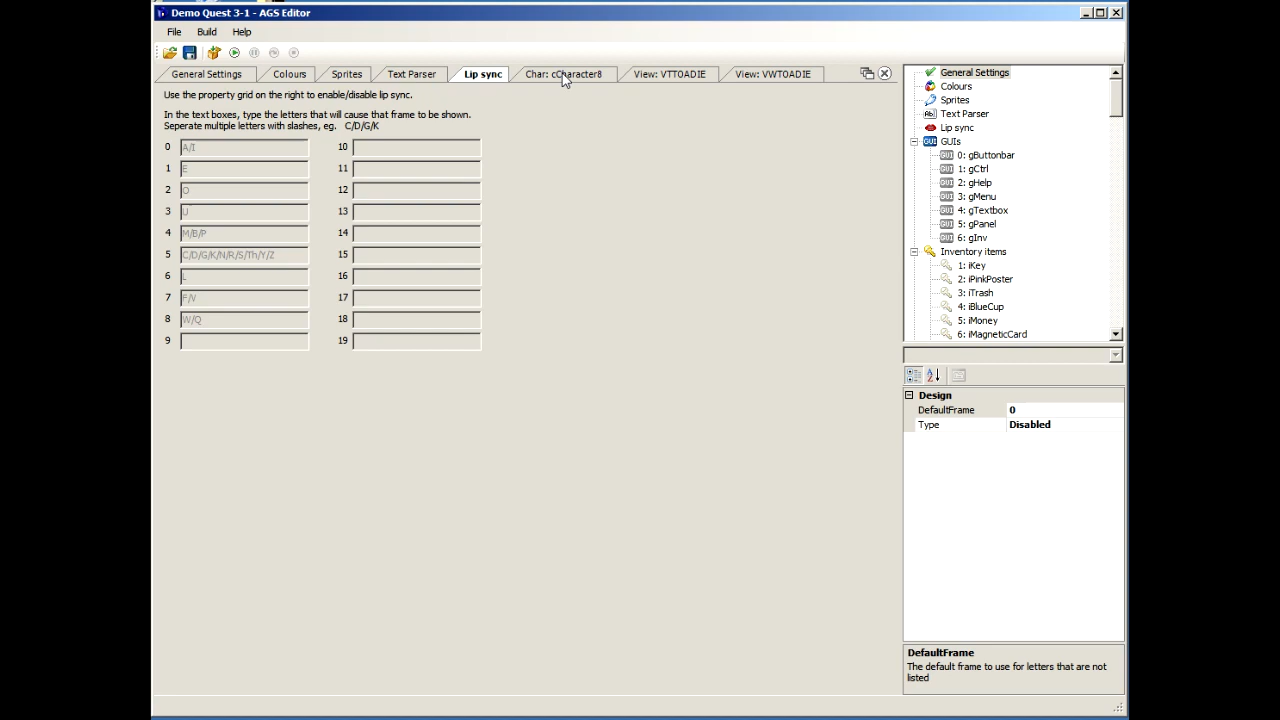 Demo Quest 3-1 - AGS Editor
File Build Help
General Settings Colours Sprites Text Parser Lip sync Char: cCharacter8 View: VTTOADIE View: VWTOADIE
Use the property grid on the right to enable/disable lip sync.
In the text boxes, type the letters that will cause that frame to be shown.
Seperate multiple letters with slashes, eg. C/D/G/K
0 A/I 10
1 E 11
2 O 12
3 U 13
4 M/B/P 14
5 C/D/G/K/N/R/S/Th/Y/Z 15
6 L 16
7 F/V 17
8 W/Q 18
9 19
General Settings
Colours
Sprites
Text Parser
Lip sync
GUIs
0: gButtonbar
1: gCtrl
2: gHelp
3: gMenu
4: gTextbox
5: gPanel
6: gInv
Inventory items
1: iKey
2: iPinkPoster
3: iTrash
4: iBlueCup
5: iMoney
6: iMagneticCard
Design
DefaultFrame 0
Type Disabled
DefaultFrame
The default frame to use for letters that are not
listed